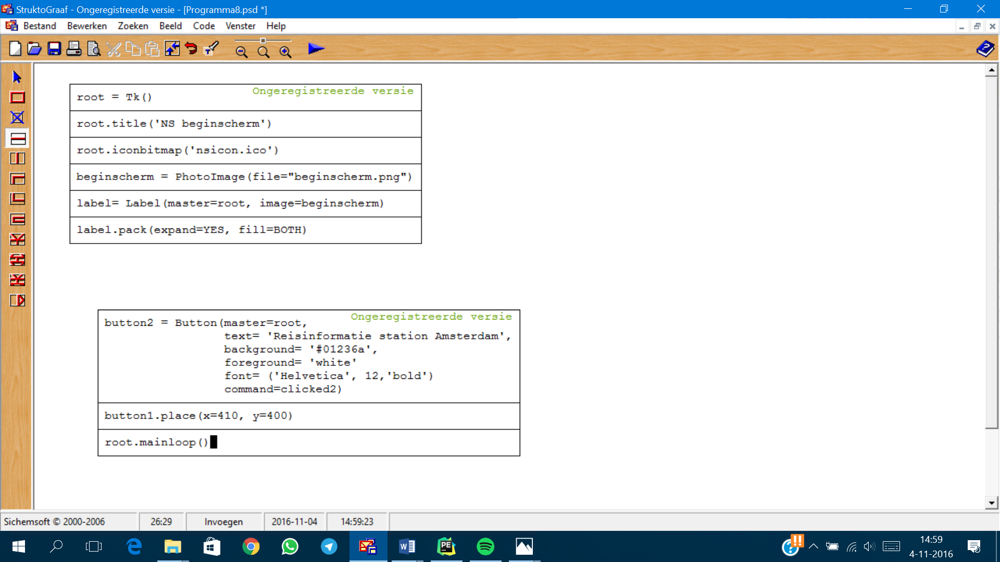 StruktoGraaf - Ongeregistreerde versie - [Programma8.psd *]
Bestand Bewerken Zoeken Beeld Code Venster Help
Ongeregistreerde versie
root = Tk()
root.title('NS beginscherm')
root.iconbitmap('nsicon.ico')
beginscherm = PhotoImage(file="beginscherm.png")
label= Label(master=root, image=beginscherm)
label.pack(expand=YES, fill=BOTH)
Ongeregistreerde versie
button2 = Button(master=root,
text= 'Reisinformatie station Amsterdam',
background= '#01236a',
foreground= 'white'
font= ('Helvetica', 12,'bold')
command=clicked2)
button1.place(x=410, y=400)
root.mainloop()
Sichemsoft © 2000-2006 26:29 Invoegen 2016-11-04 14:59:23
14:59
4-11-2016